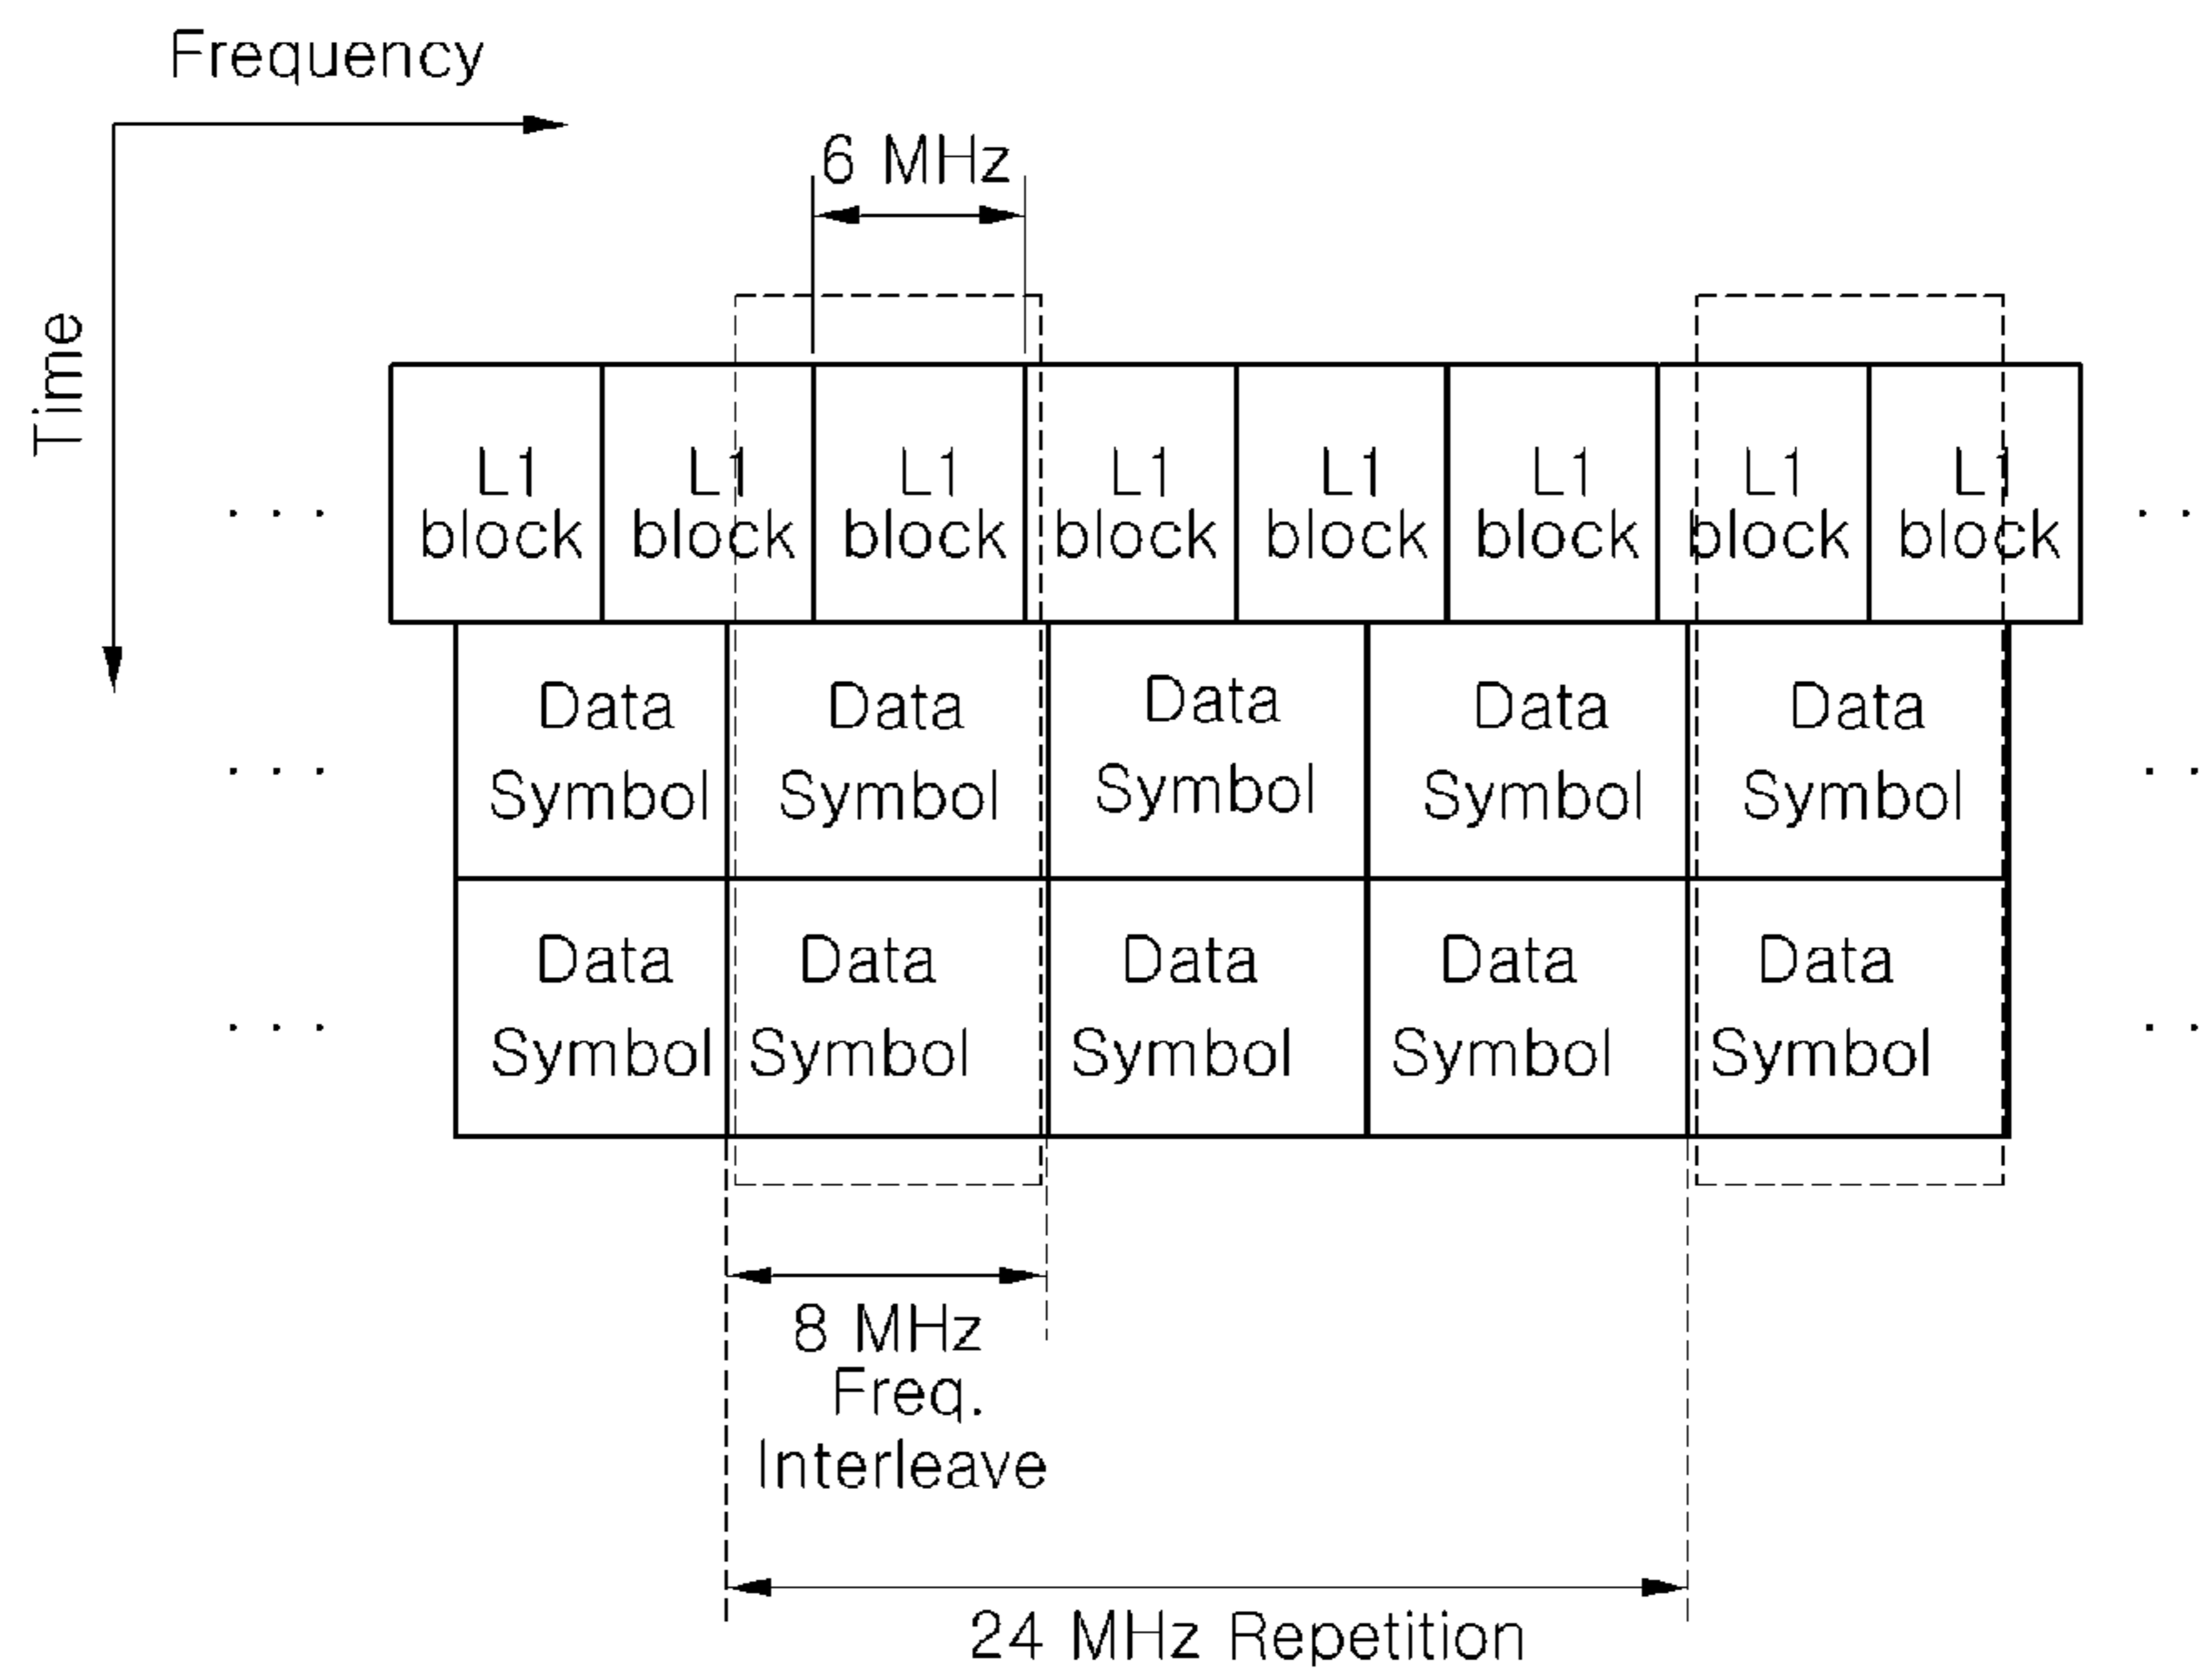 Frequency
Time
6 MHz
L1 L1 L1 L1 L1 L1 L1 L1
. . . block block block block block block block block . .
Data Data Data Data Data
. . . Symbol Symbol Symbol Symbol Symbol . .
Data Data Data Data Data
. . . Symbol Symbol Symbol Symbol Symbol . .
8 MHz
Freq.
Interleave
24 MHz Repetition